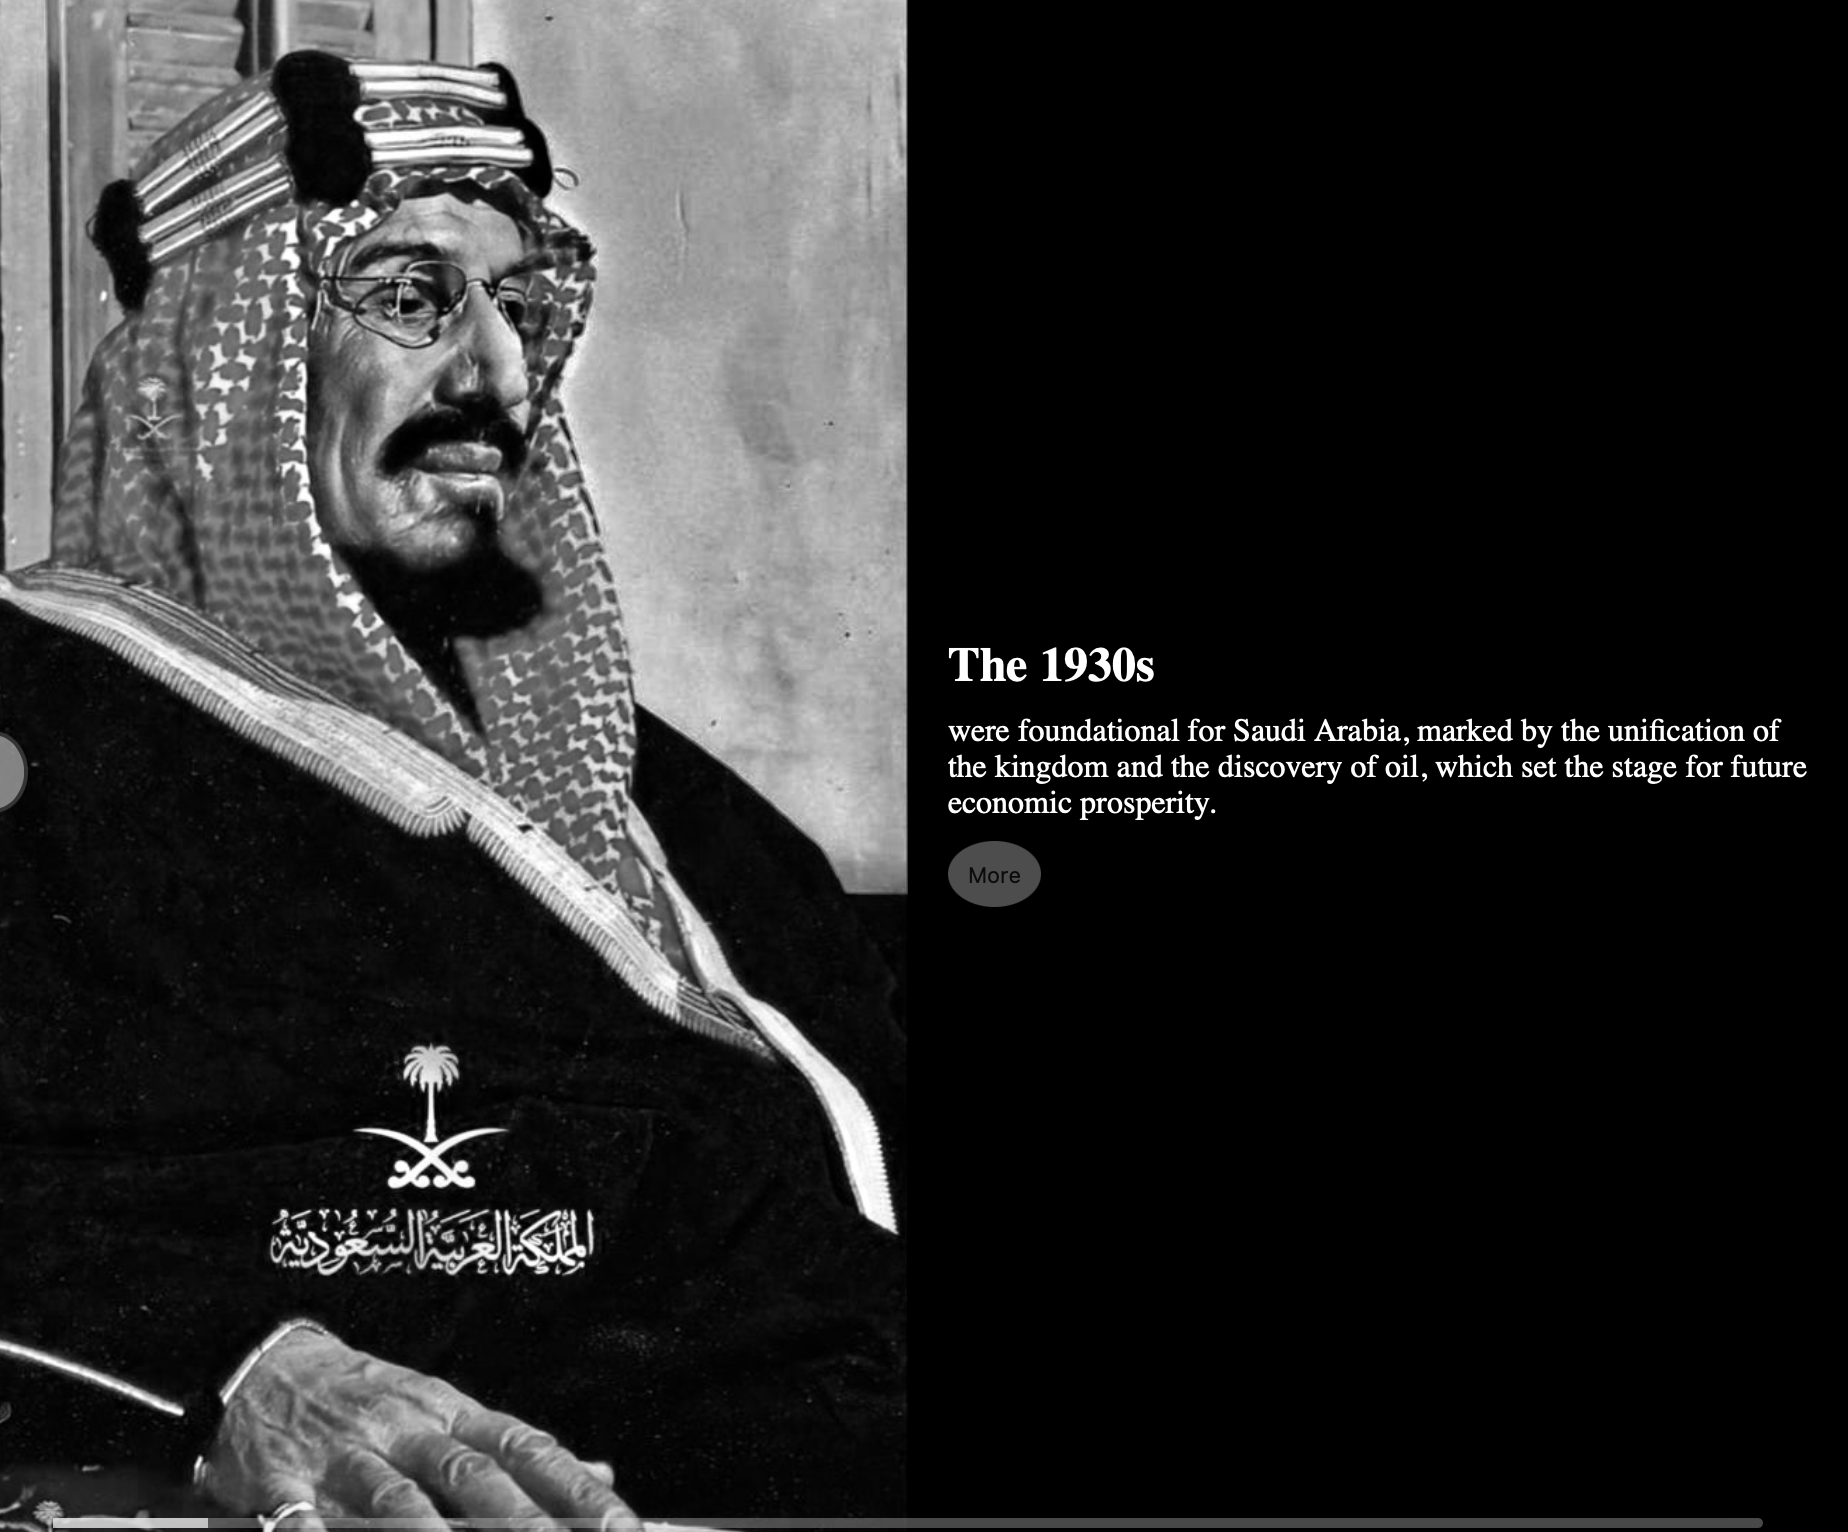 المملكة العربية السعودية
The 1930s
were foundational for Saudi Arabia, marked by the unification of
the kingdom and the discovery of oil, which set the stage for future
economic prosperity.
More